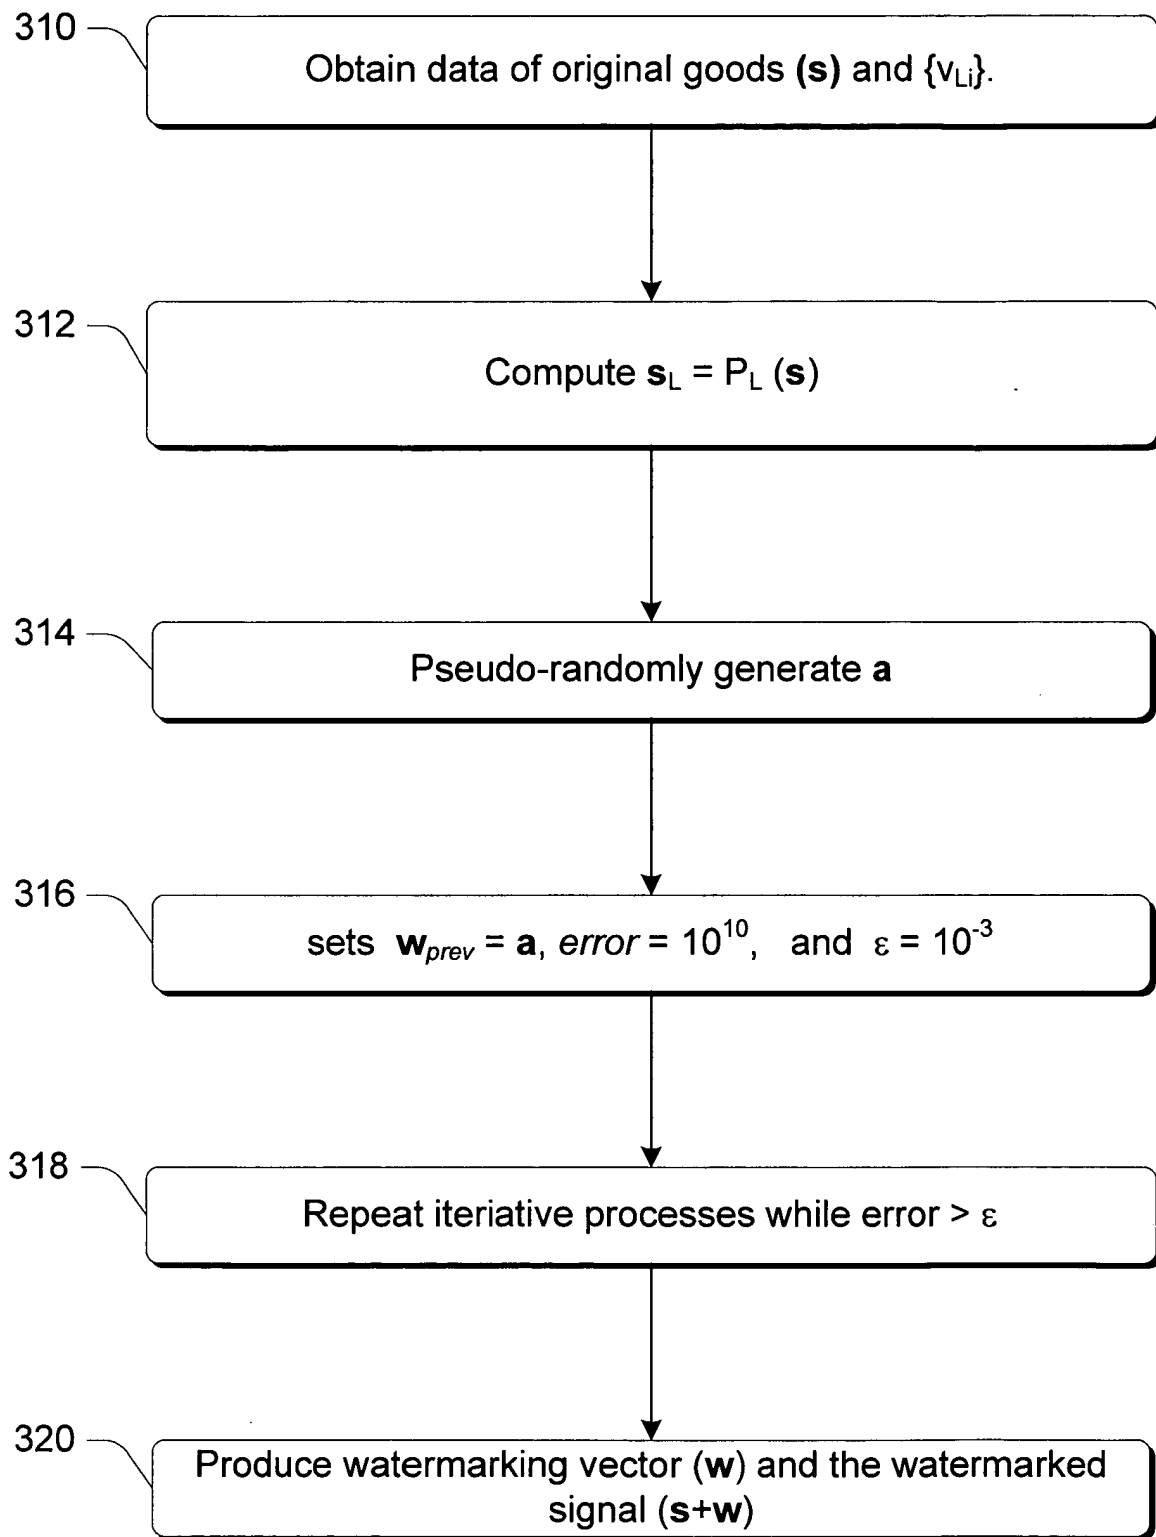 310
Obtain data of original goods (s) and {vLi}.
312
Compute sL = PL (s)
314
Pseudo-randomly generate a
316
sets wprev = a, error = 10^10, and ε = 10^-3
318
Repeat iteriative processes while error > ε
320
Produce watermarking vector (w) and the watermarked
signal (s+w)